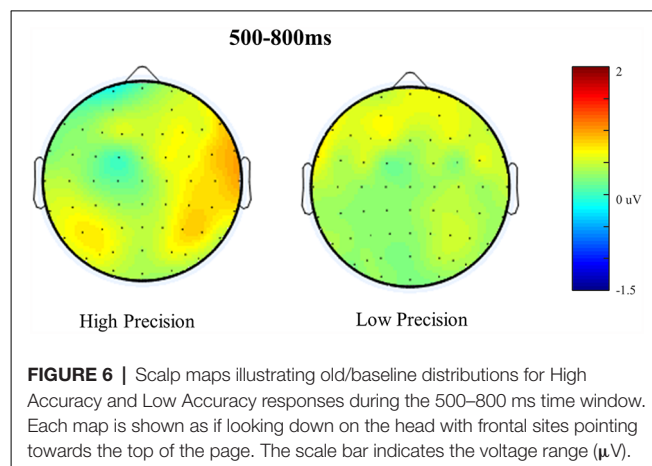 500-800ms
2
0 uV
-1.5
High Precision
Low Precision
FIGURE 6 | Scalp maps illustrating old/baseline distributions for High
Accuracy and Low Accuracy responses during the 500–800 ms time window.
Each map is shown as if looking down on the head with frontal sites pointing
towards the top of the page. The scale bar indicates the voltage range (μV).